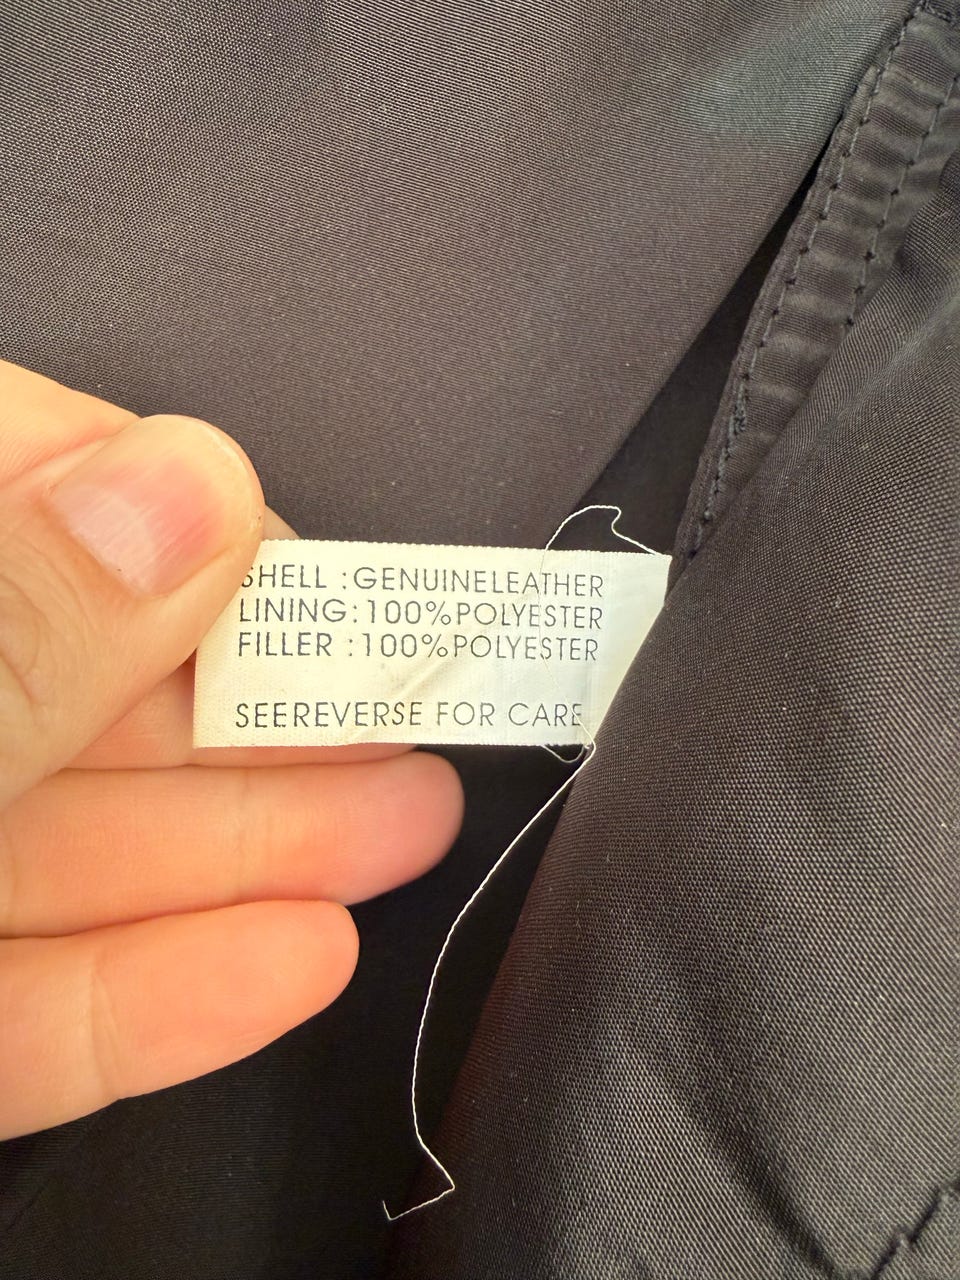 SHELL :GENUINELEATHER
LINING:100%POLYESTER
FILLER :100%POLYESTER
SEEREVERSE FOR CARE